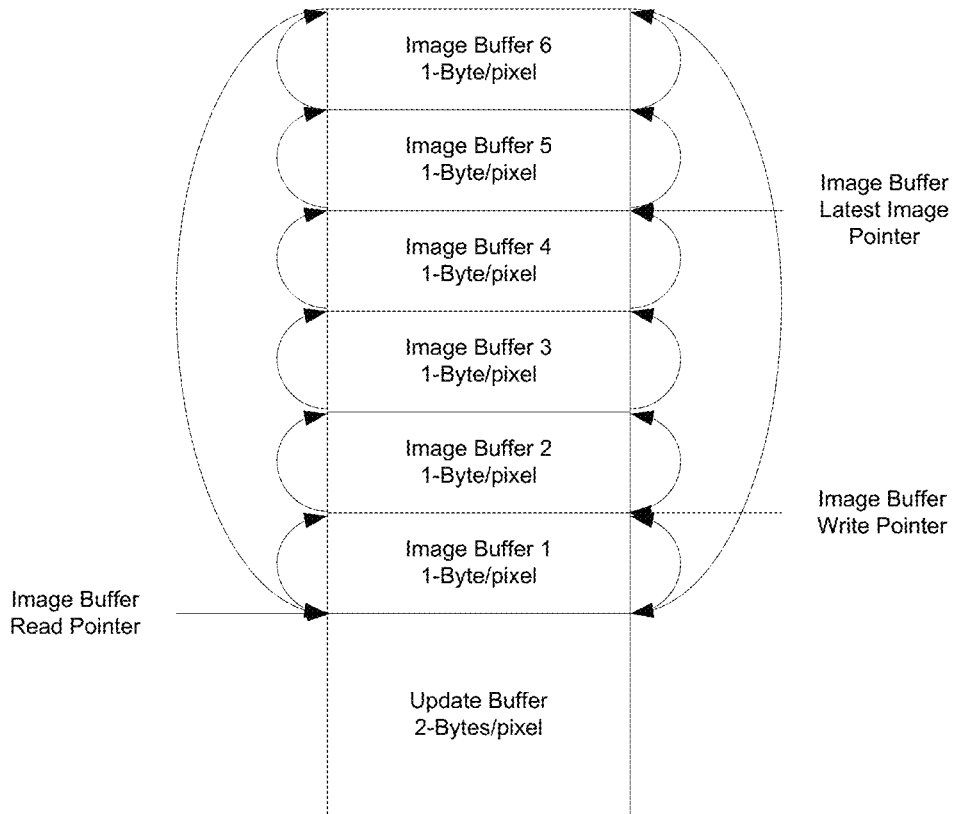 Image Buffer 6
1-Byte/pixel
Image Buffer 5
1-Byte/pixel
Image Buffer
Latest Image
Pointer
Image Buffer 4
1-Byte/pixel
Image Buffer 3
1-Byte/pixel
Image Buffer 2
1-Byte/pixel
Image Buffer
Write Pointer
Image Buffer 1
1-Byte/pixel
Image Buffer
Read Pointer
Update Buffer
2-Bytes/pixel